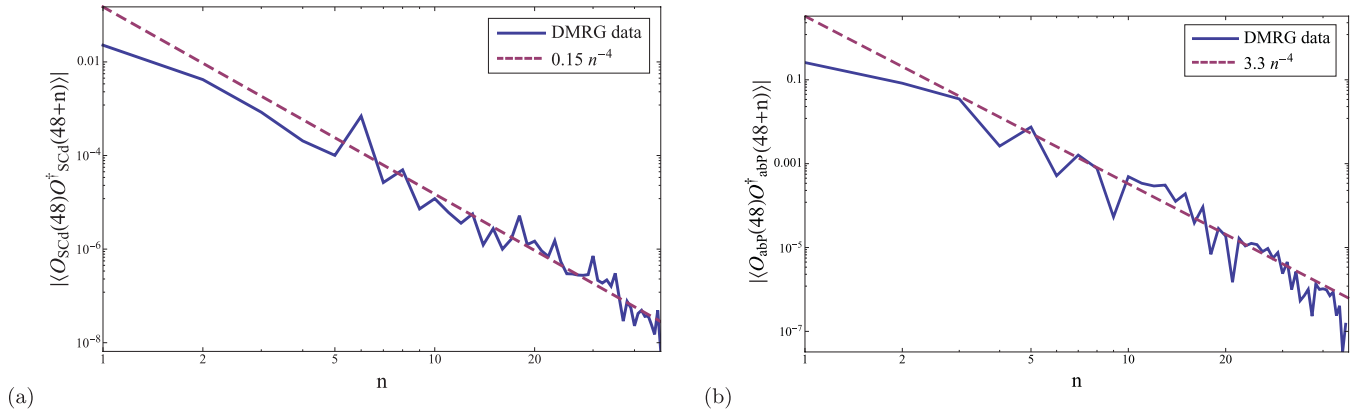 DMRG data
0.15 n⁻⁴
|⟨O_SCd(48)O†_SCd(48+n)⟩|
0.01
10⁻⁴
10⁻⁶
10⁻⁸
1 2 5 10 20
n
(a)
DMRG data
3.3 n⁻⁴
|⟨O_abP(48)O†_abP(48+n)⟩|
0.1
0.001
10⁻⁵
10⁻⁷
1 2 5 10 20
n
(b)